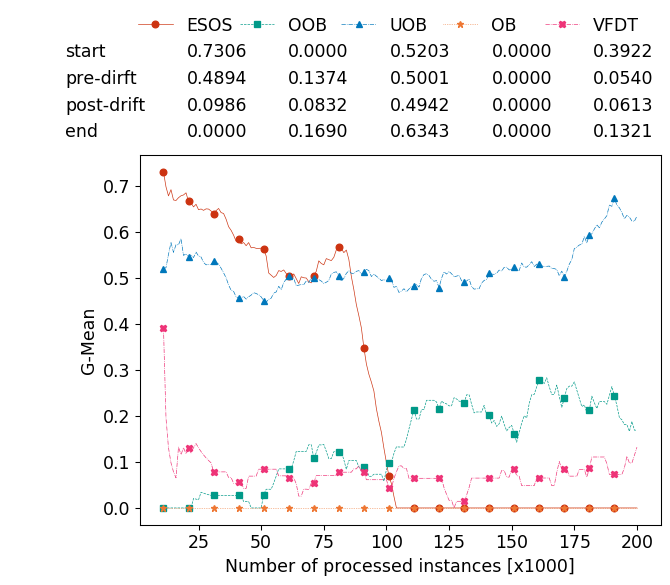 ESOS OOB UOB OB VFDT
start 0.7306 0.0000 0.5203 0.0000 0.3922
pre-dirft 0.4894 0.1374 0.5001 0.0000 0.0540
post-drift 0.0986 0.0832 0.4942 0.0000 0.0613
end 0.0000 0.1690 0.6343 0.0000 0.1321
0.7
0.6
0.5
0.4
0.3
0.2
0.1
0.0
G-Mean
25 50 75 100 125 150 175 200
Number of processed instances [x1000]